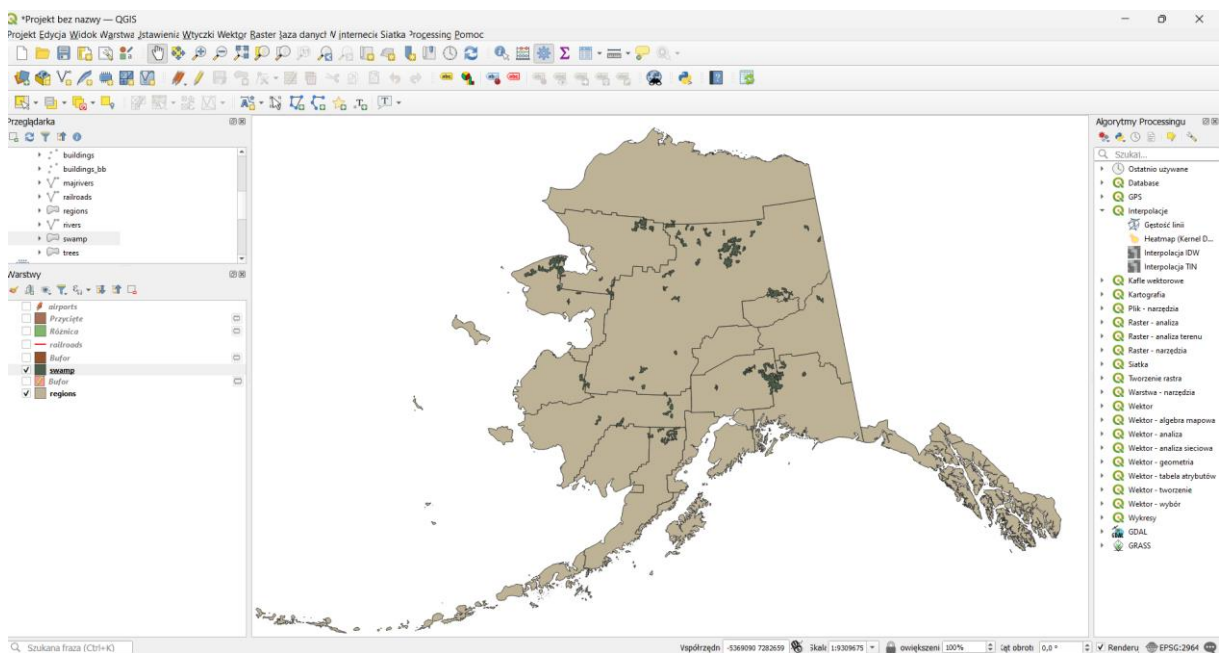 *Projekt bez nazwy — QGIS
Projekt Edycja Widok Warstwa Ustawienia Wtyczki Wektor Raster Baza danych W internecie Siatka Processing Pomoc
Przeglądarka
buildings
buildings_bb
majrivers
railroads
regions
rivers
swamp
trees
Warstwy
airports
Przycięte
Różnica
railroads
Bufor
swamp
Bufor
regions
Algorytmy Processingu
Szukaj...
Ostatnio używane
Database
GPS
Interpolacje
Gęstość linii
Heatmap (Kernel D...
Interpolacja IDW
Interpolacja TIN
Kafle wektorowe
Kartografia
Plik - narzędzia
Raster - analiza
Raster - analiza terenu
Raster - narzędzia
Siatka
Tworzenie rastra
Warstwa - narzędzia
Wektor
Wektor - algebra mapowa
Wektor - analiza
Wektor - analiza sieciowa
Wektor - geometria
Wektor - tabela atrybutów
Wektor - tworzenie
Wektor - wybór
Wykresy
GDAL
GRASS
Szukana fraza (Ctrl+K) Współrzędn -5369090 7282659 Skala 1:9309675 owiększeni 100% Kąt obrotu 0,0 ° Renderuj EPSG:2964